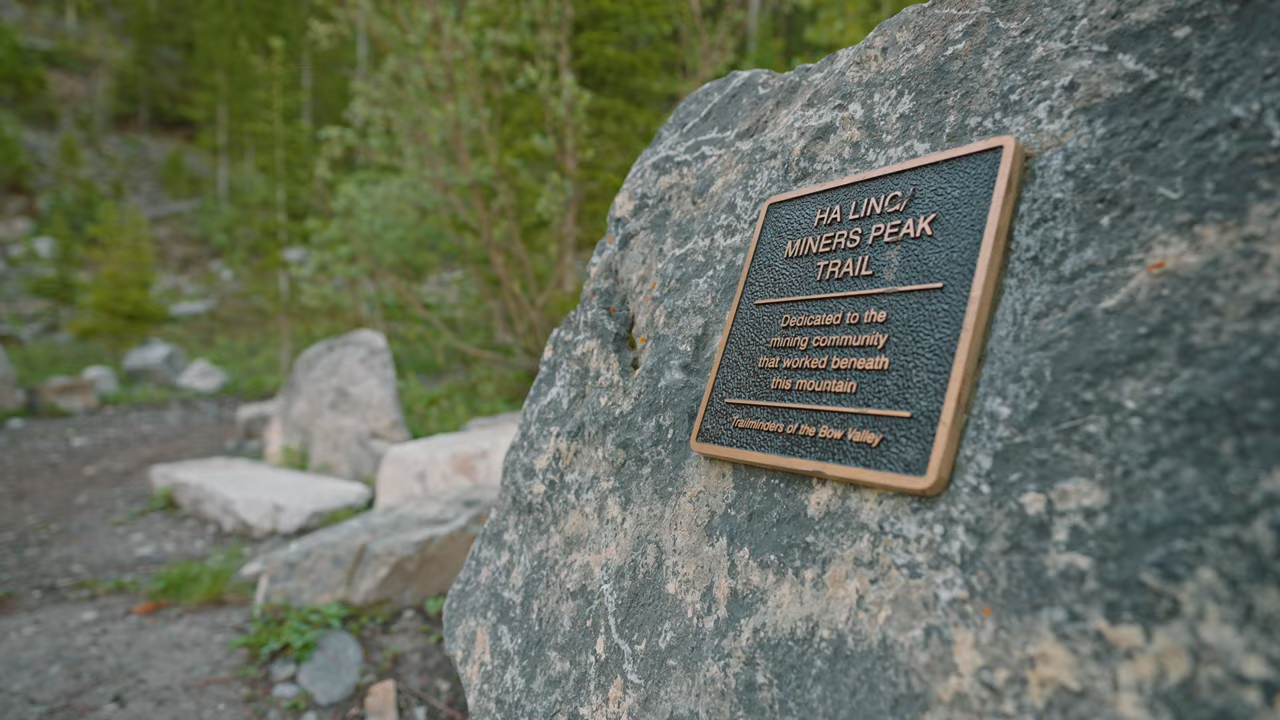 HA LING/
MINERS PEAK
TRAIL
Dedicated to the
mining community
that worked beneath
this mountain
Trailminders of the Bow Valley